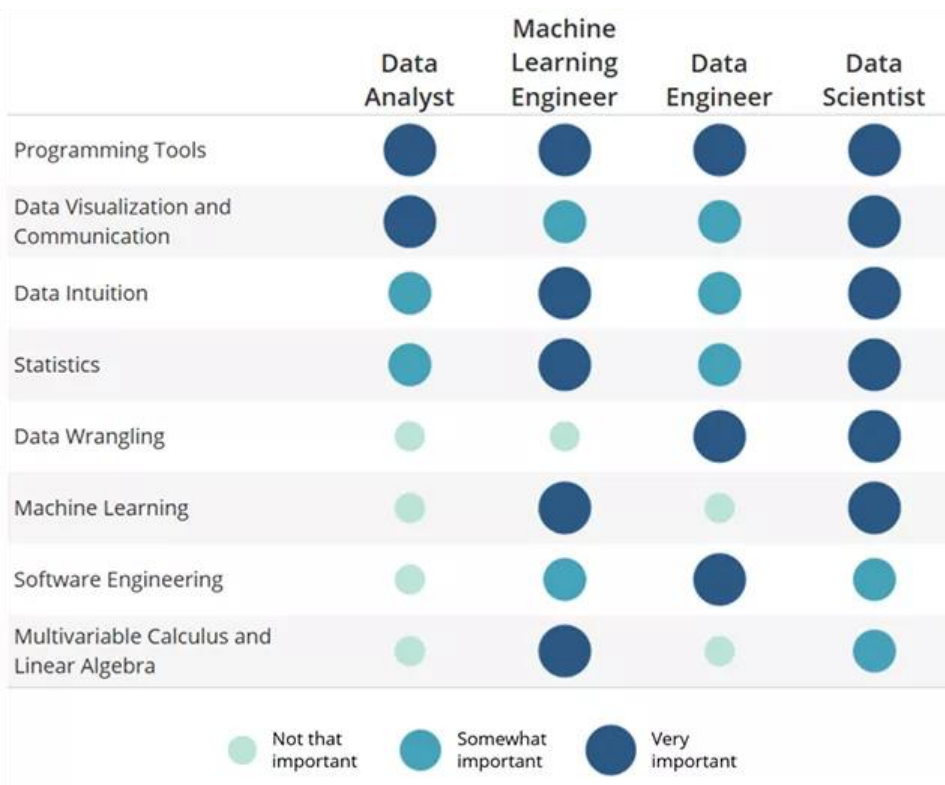 Data Analyst
Machine Learning Engineer
Data Engineer
Data Scientist
Programming Tools
Data Visualization and
Communication
Data Intuition
Statistics
Data Wrangling
Machine Learning
Software Engineering
Multivariable Calculus and
Linear Algebra
Not that
important
Somewhat
important
Very
important